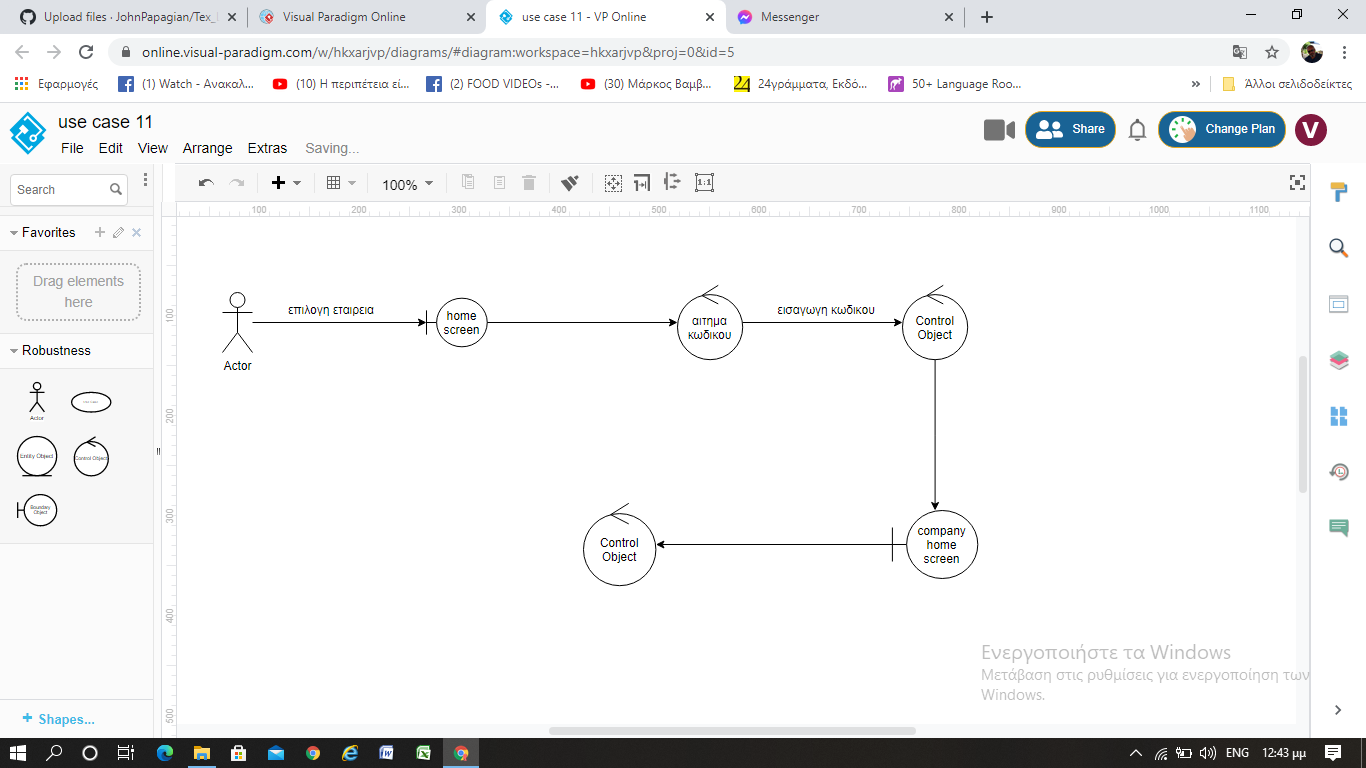 Upload files · JohnPapagian/Tex_
Visual Paradigm Online
use case 11 - VP Online
Messenger
online.visual-paradigm.com/w/hkxarjvp/diagrams/#diagram:workspace=hkxarjvp&proj=0&id=5
Εφαρμογές
(1) Watch - Ανακαλ...
(10) Η περιπέτεια εί...
(2) FOOD VIDEOs -...
(30) Μάρκος Βαμβ...
24γράμματα, Εκδό...
50+ Language Roo...
»
Άλλοι σελιδοδείκτες
use case 11
File Edit View Arrange Extras Saving...
Share
Change Plan
V
Search
100%
1:1
100 200 300 400 500 600 700 800 900 1000 1100
Favorites
Drag elements
here
Robustness
Actor
Entity Object
Control Object
Boundary
Object
Shapes...
100
200
300
400
500
επιλογη εταιρεια
Actor
home
screen
αιτημα
κωδικου
εισαγωγη κωδικου
Control
Object
company
home
screen
Control
Object
Ενεργοποιήστε τα Windows
Μετάβαση στις ρυθμίσεις για ενεργοποίηση των
Windows.
ENG
12:43 μμ